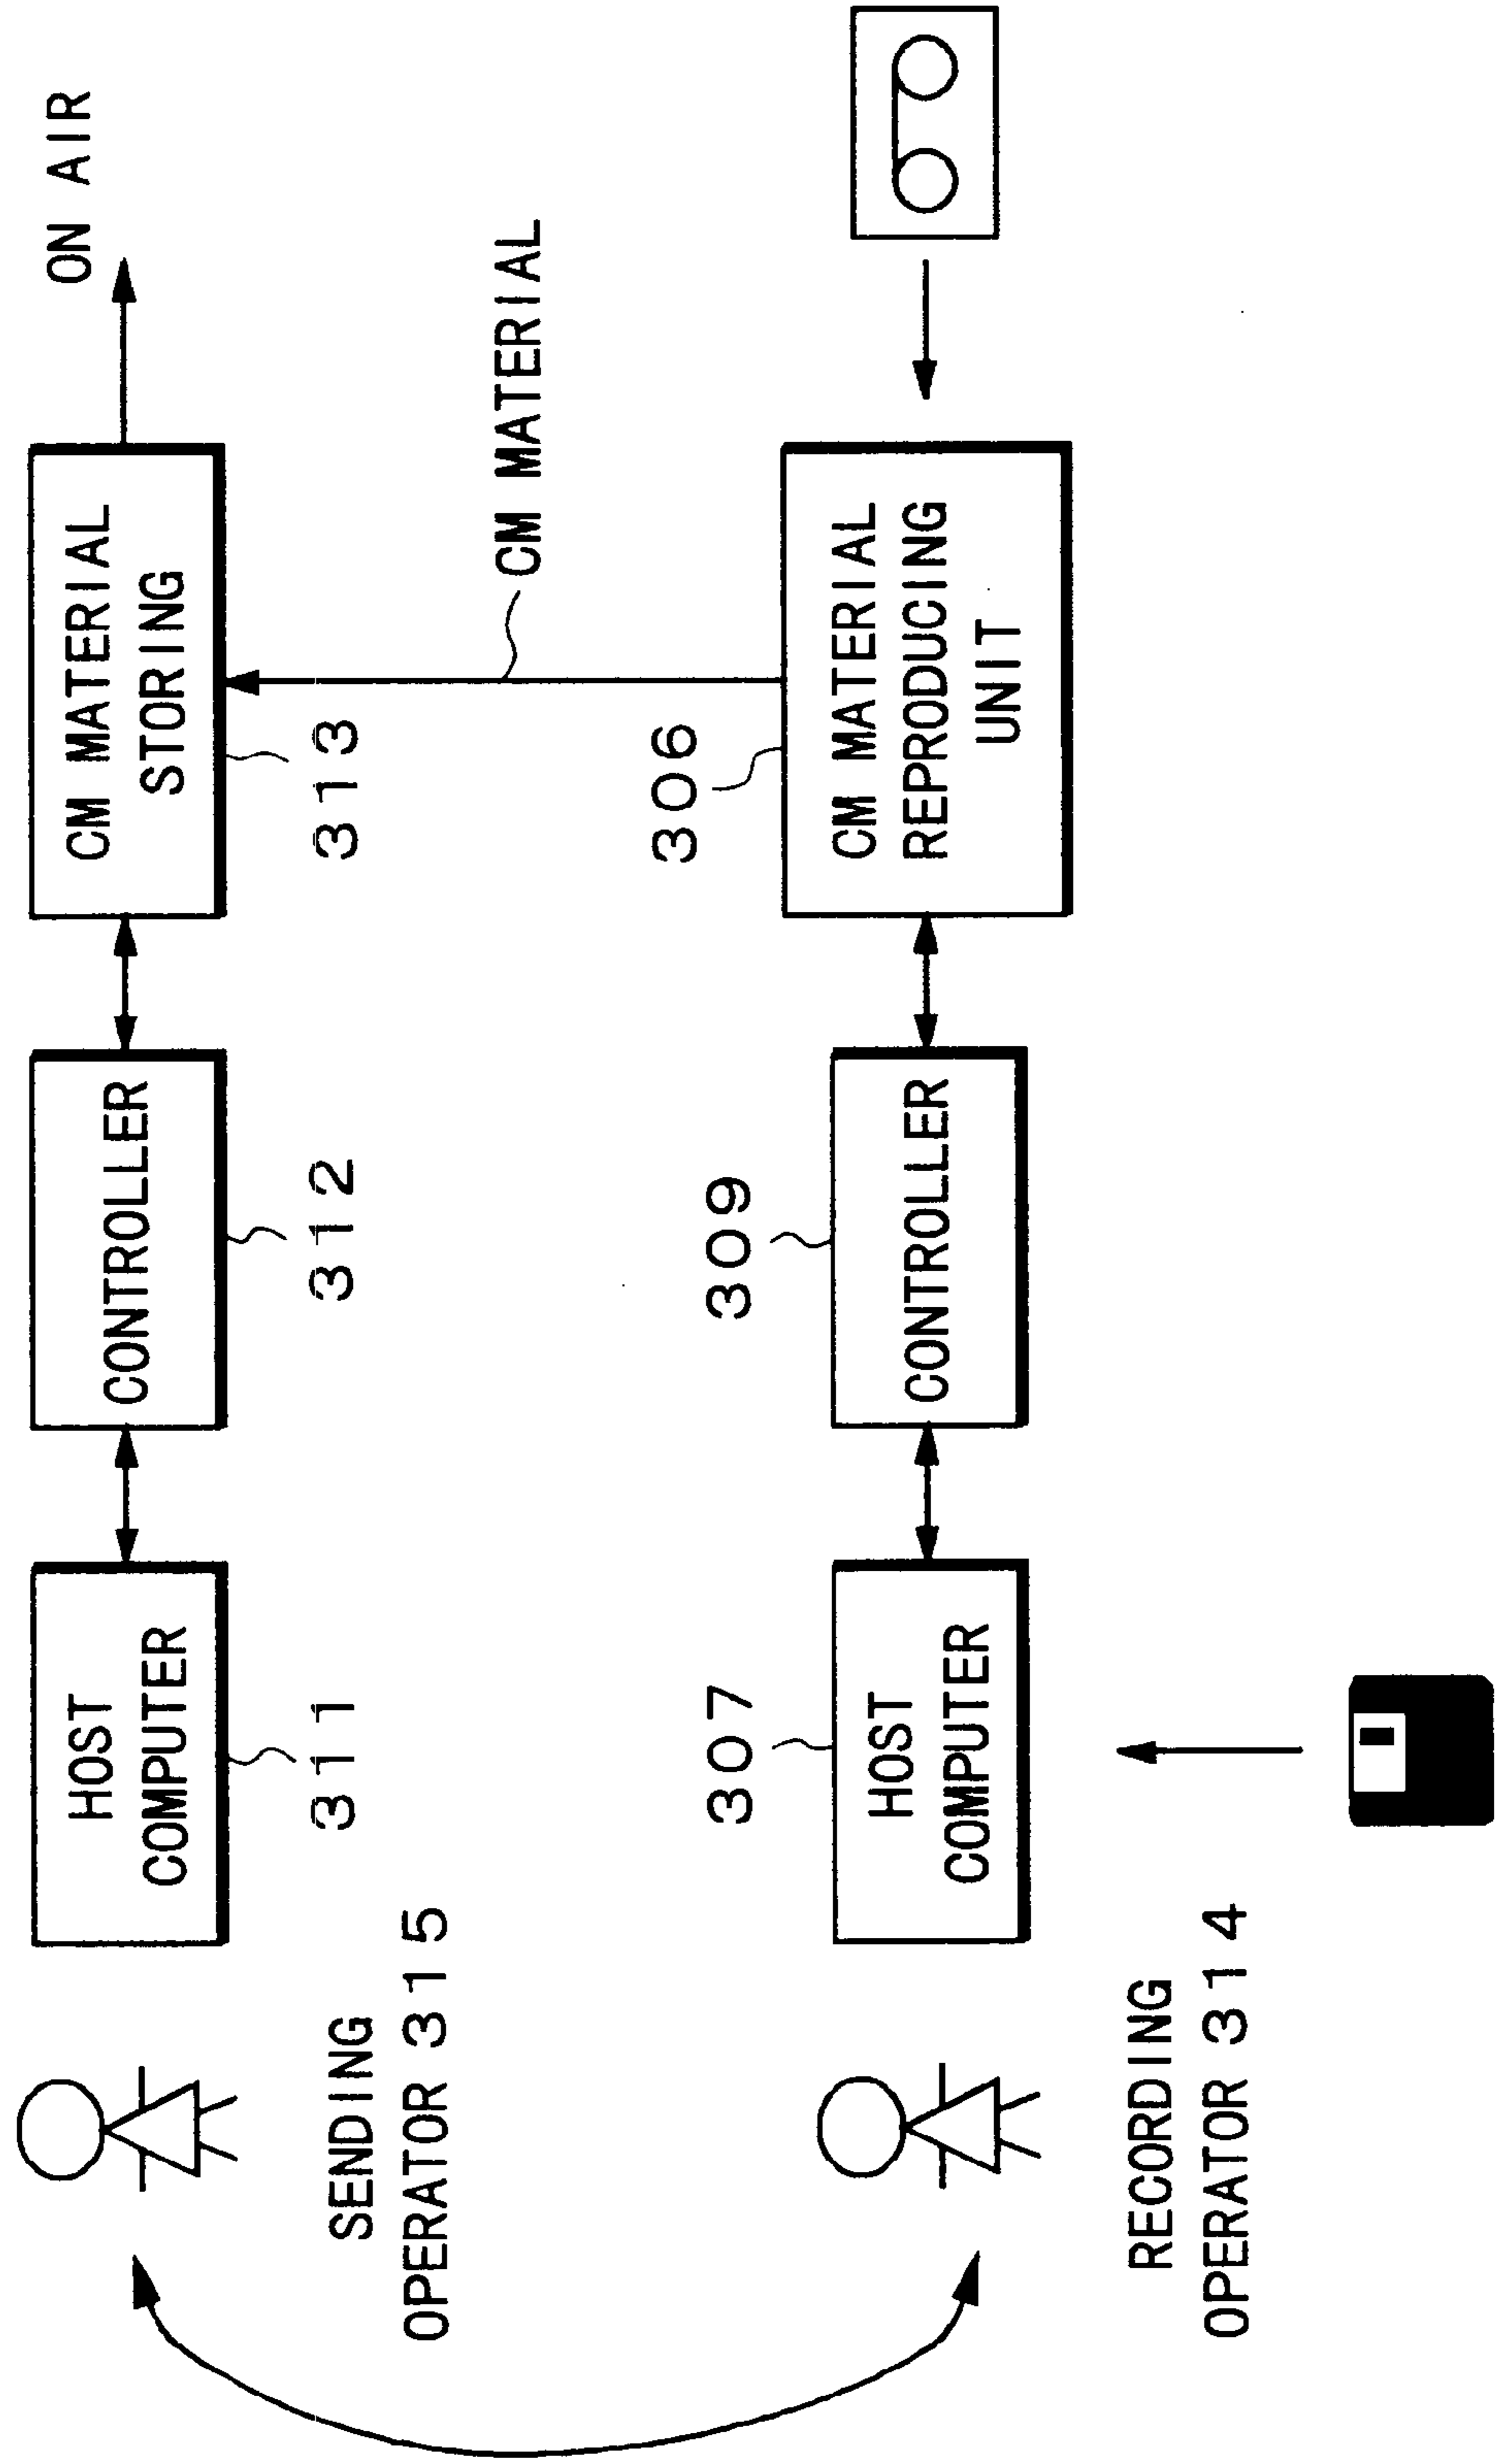 ON AIR
HOST
COMPUTER
311
CONTROLLER
312
CM MATERIAL
STORING
313
SENDING
OPERATOR 315
CM MATERIAL
307
HOST
COMPUTER
309
CONTROLLER
306
CM MATERIAL
REPRODUCING
UNIT
RECORDING
OPERATOR 314